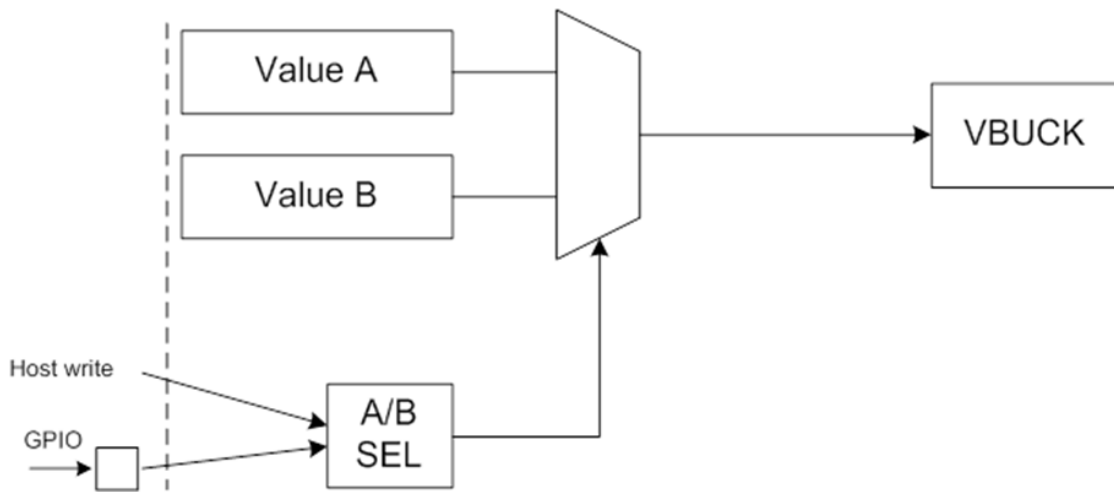 Value A
VBUCK
Value B
Host write
A/B
SEL
GPIO